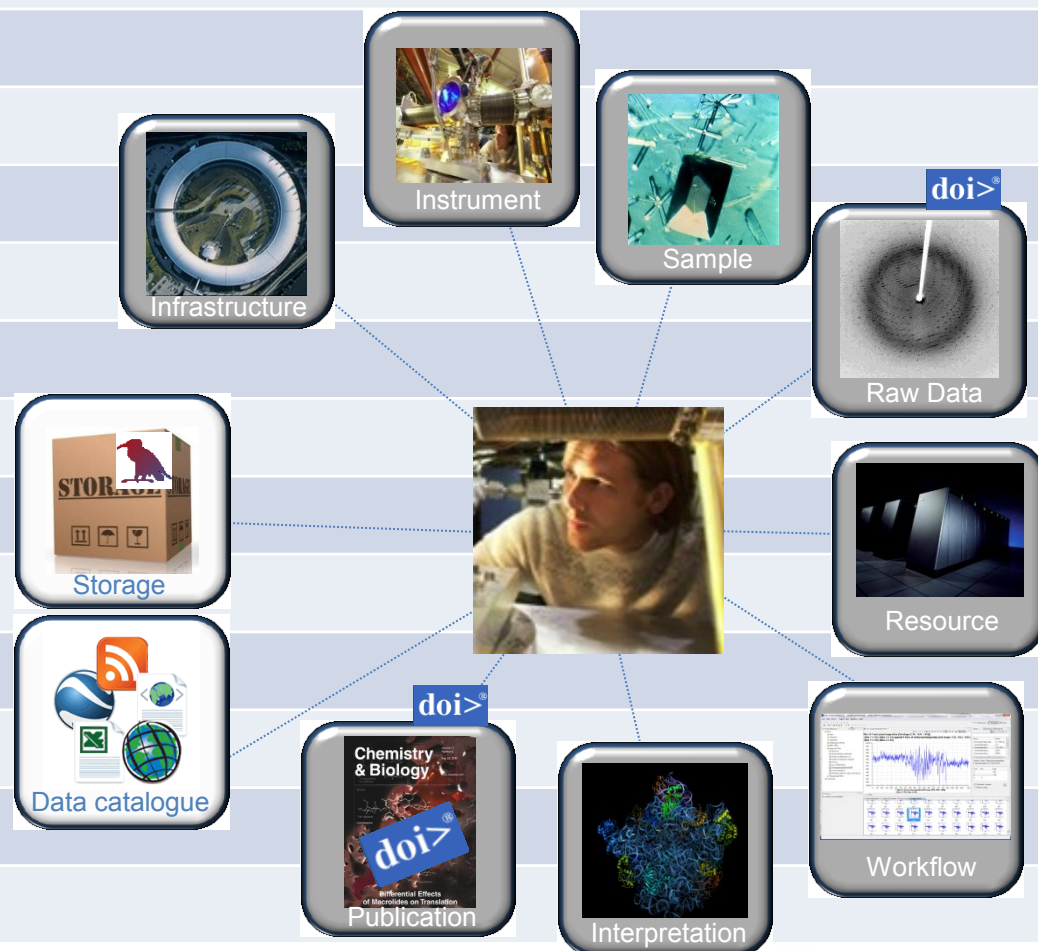 Instrument
Sample
doi>®
Raw Data
Infrastructure
STORAGE
STORAGE
Storage
Resource
Data catalogue
doi>®
Chemistry
& Biology
doi>®
Differential Effects
of Macrolides on Translation
Publication
Interpretation
Workflow